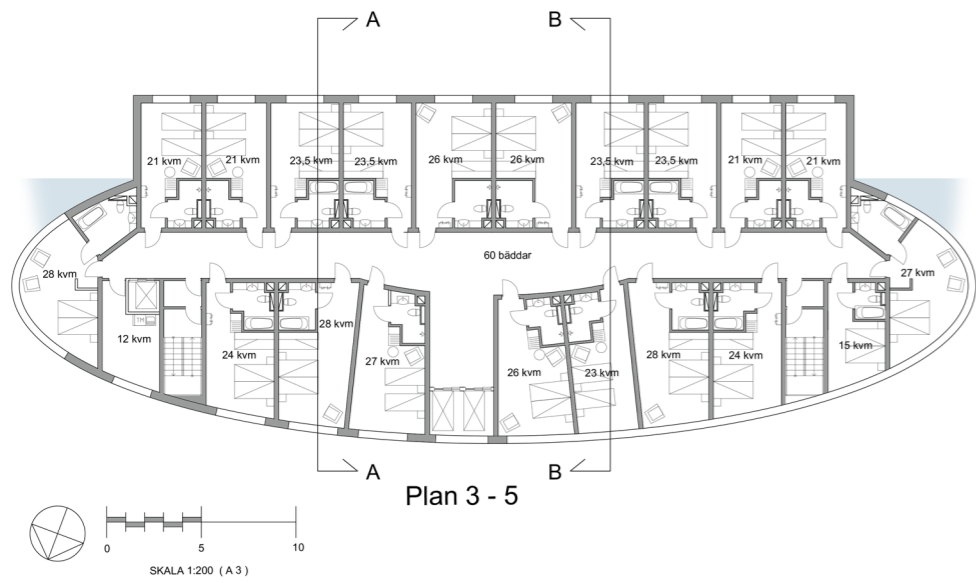 A B
21 kvm 21 kvm 23,5 kvm 23,5 kvm 26 kvm 26 kvm 23,5 kvm 23,5 kvm 21 kvm 21 kvm
60 bäddar
28 kvm 27 kvm
28 kvm
TM
12 kvm 24 kvm 27 kvm 26 kvm 23 kvm 28 kvm 24 kvm 15 kvm
A B
Plan 3 - 5
0 5 10
SKALA 1:200 ( A 3 )